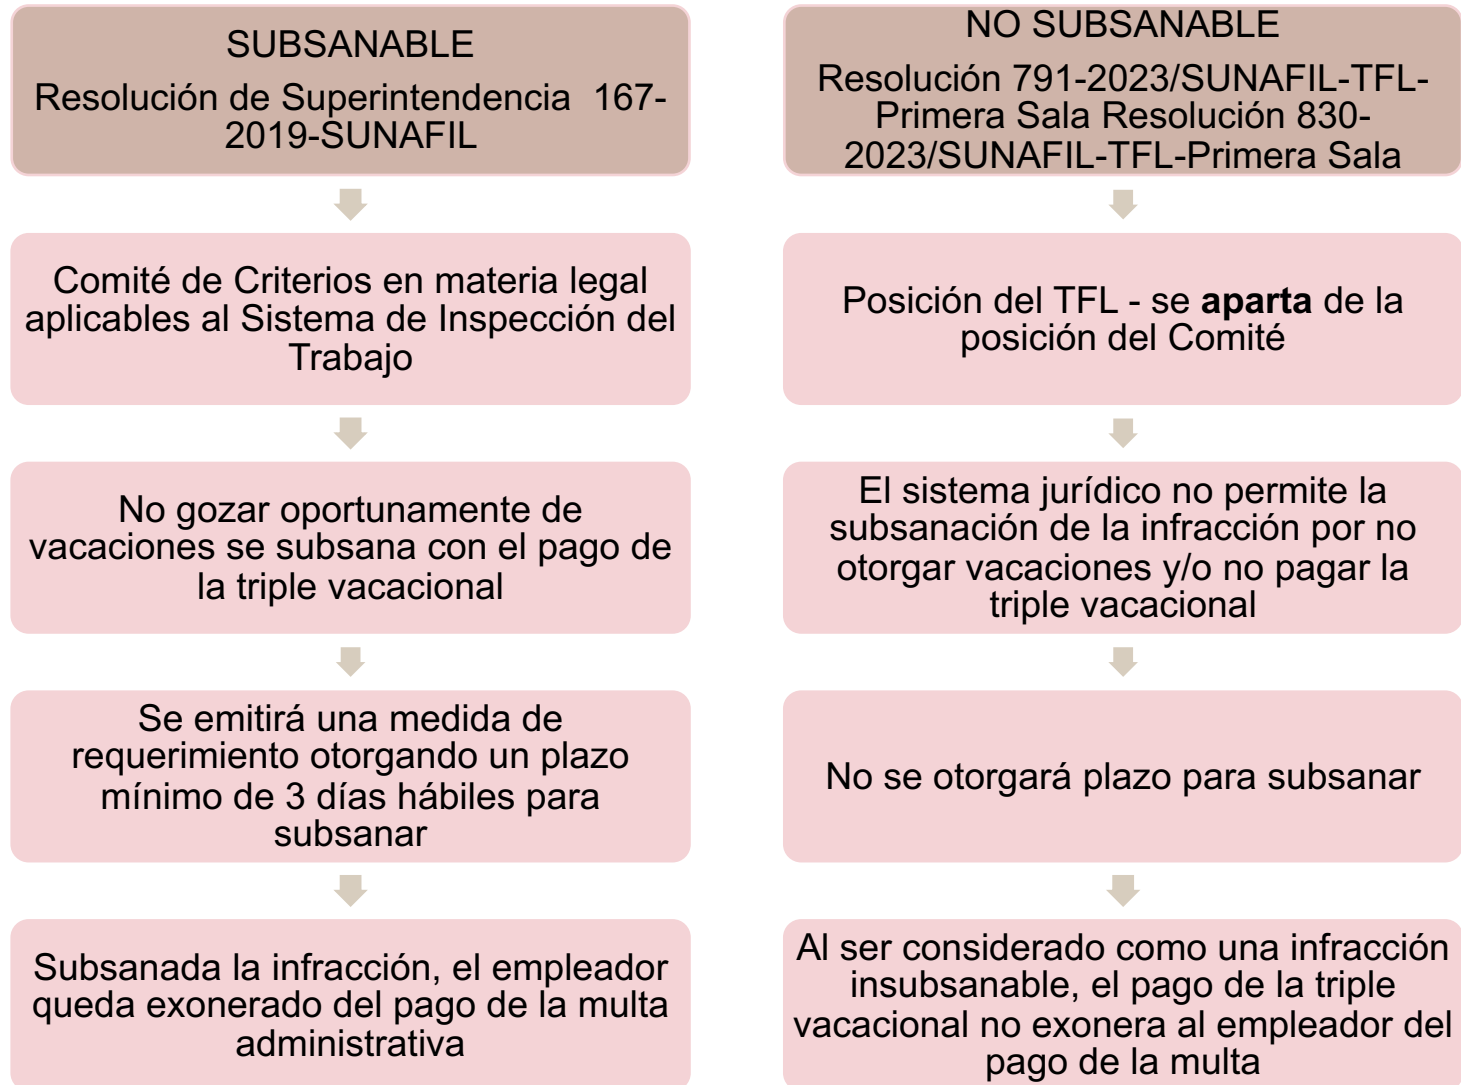 SUBSANABLE
Resolución de Superintendencia 167-
2019-SUNAFIL
Comité de Criterios en materia legal
aplicables al Sistema de Inspección del
Trabajo
No gozar oportunamente de
vacaciones se subsana con el pago de
la triple vacacional
Se emitirá una medida de
requerimiento otorgando un plazo
mínimo de 3 días hábiles para
subsanar
Subsanada la infracción, el empleador
queda exonerado del pago de la multa
administrativa
NO SUBSANABLE
Resolución 791-2023/SUNAFIL-TFL-
Primera Sala Resolución 830-
2023/SUNAFIL-TFL-Primera Sala
Posición del TFL - se aparta de la
posición del Comité
El sistema jurídico no permite la
subsanación de la infracción por no
otorgar vacaciones y/o no pagar la
triple vacacional
No se otorgará plazo para subsanar
Al ser considerado como una infracción
insubsanable, el pago de la triple
vacacional no exonera al empleador del
pago de la multa